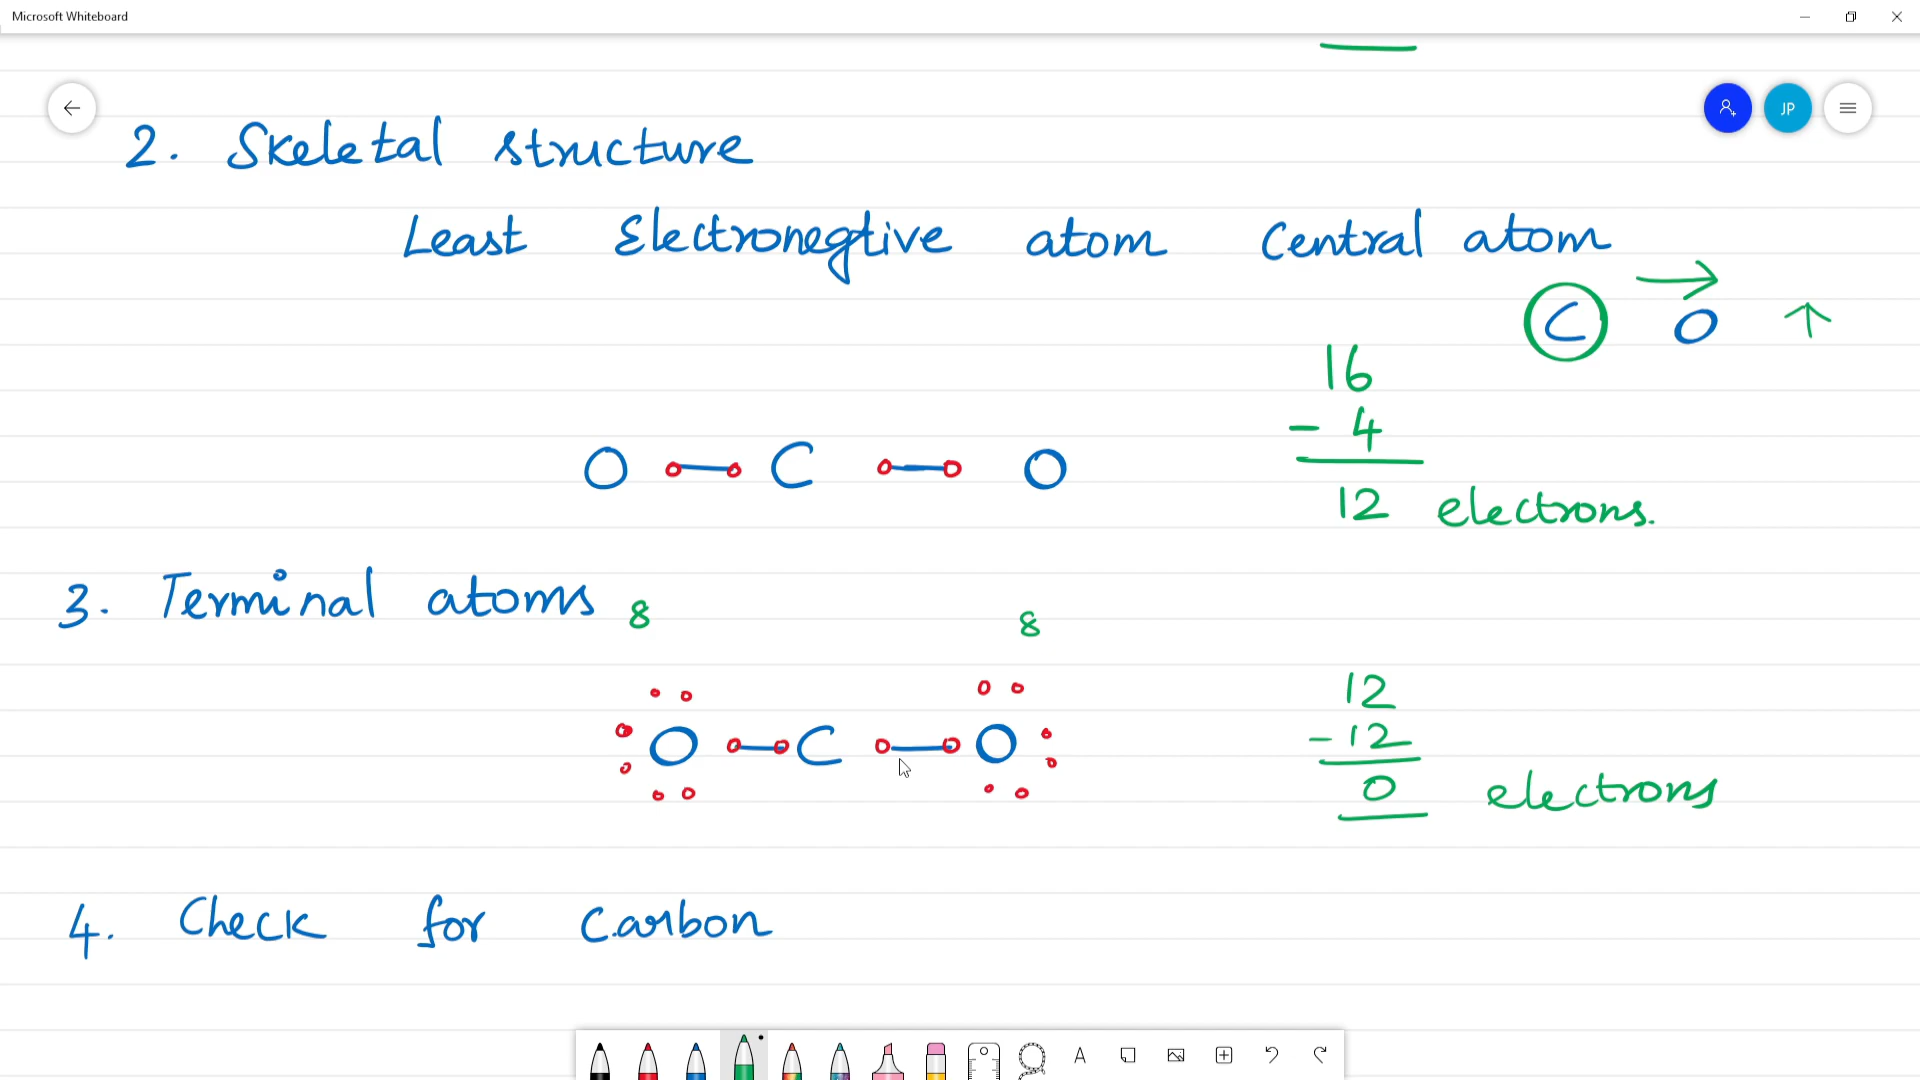 Microsoft Whiteboard
JP
2. Skeletal structure
Least Electronegtive atom Central atom
C → O ↑
16
- 4
12 electrons.
O — C — O
3. Terminal atoms
8 8
O — C — O
12
- 12
0 electrons
4. Check for Carbon
A